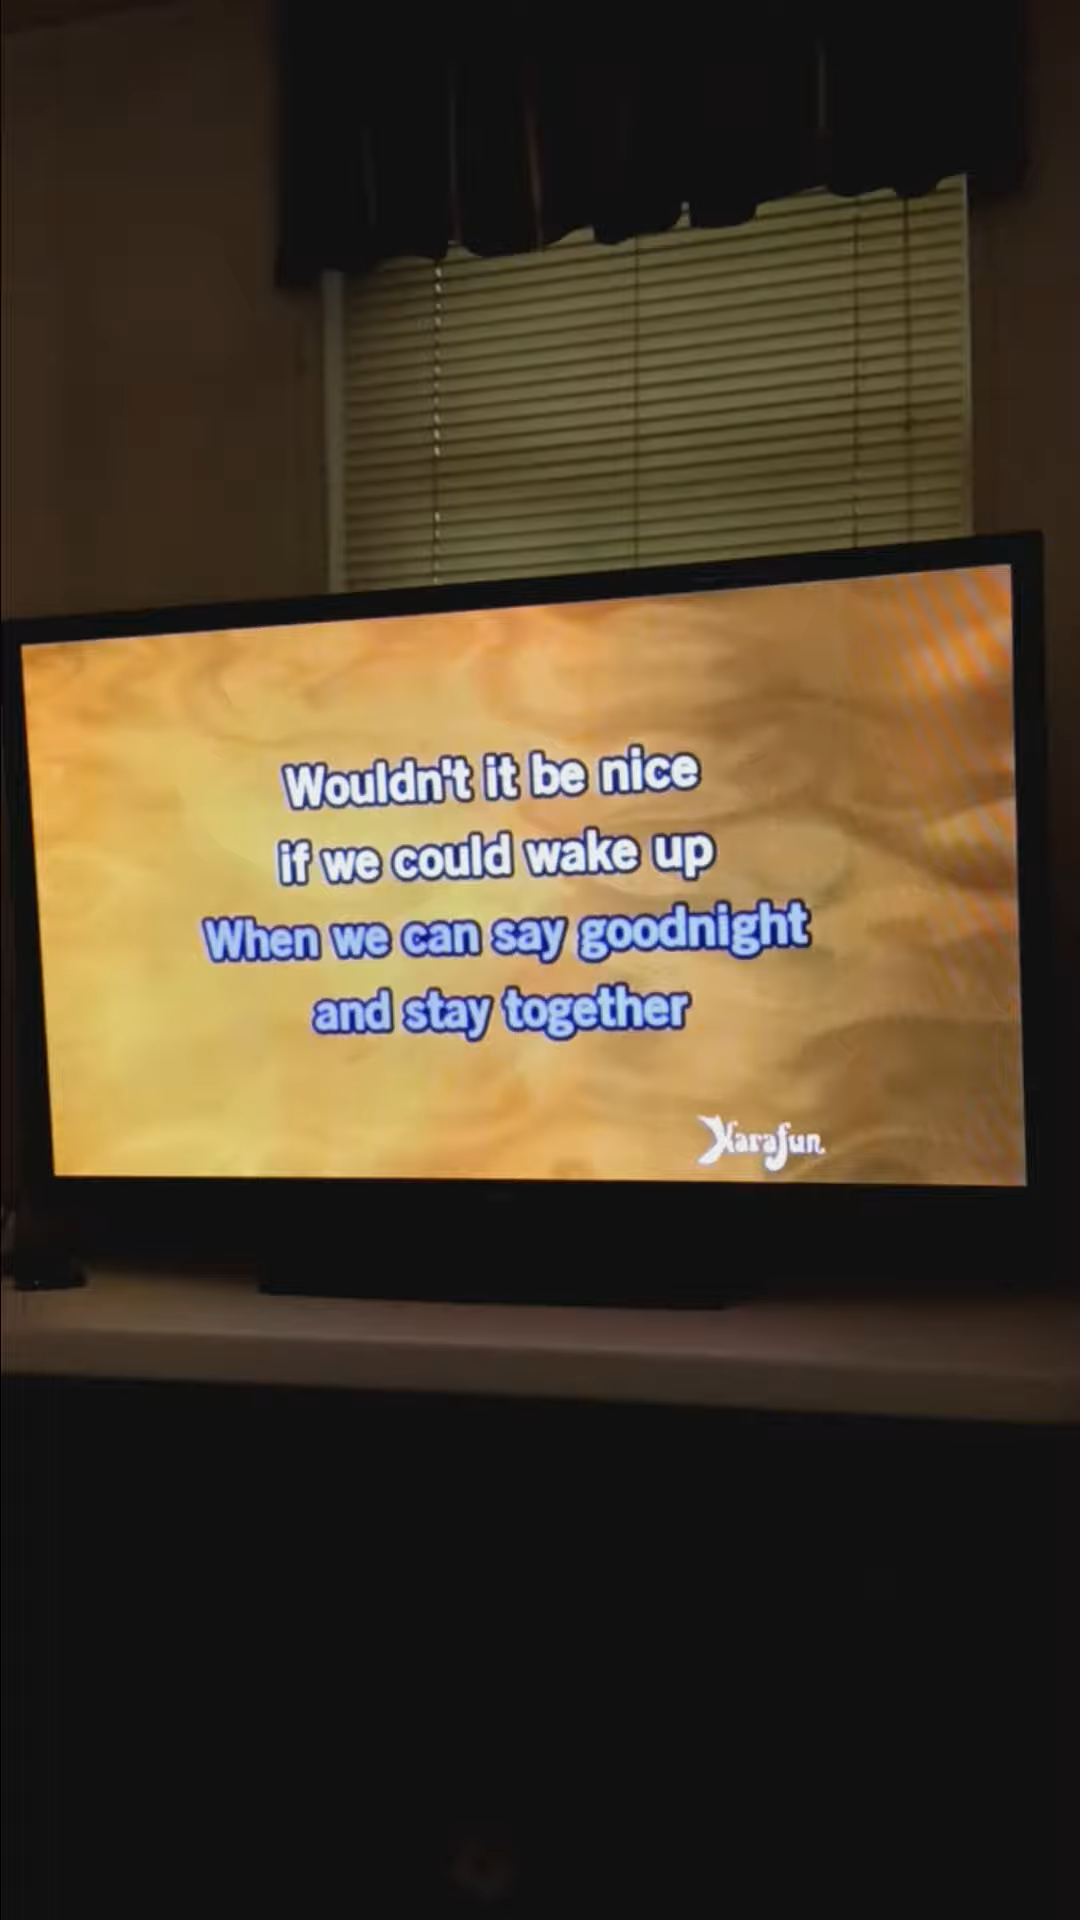 Wouldn't it be nice
if we could wake up
When we can say goodnight
and stay together
Karafun